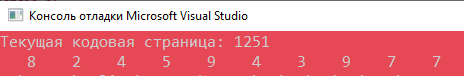 Консоль отладки Microsoft Visual Studio
Текущая кодовая страница: 1251
8 2 4 5 9 4 3 9 7 7